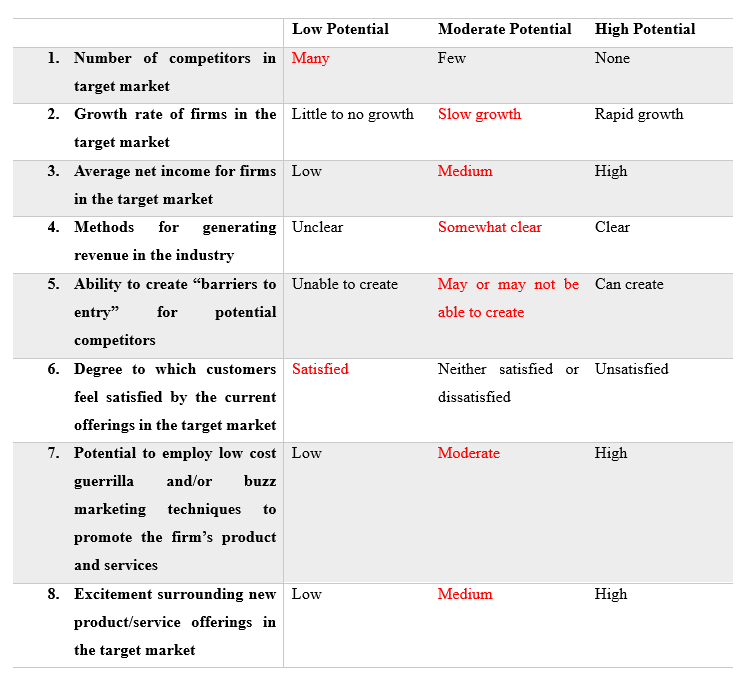 Low Potential Moderate Potential High Potential
1. Number of competitors in Many Few None
target market
2. Growth rate of firms in the Little to no growth Slow growth Rapid growth
target market
3. Average net income for firms Low Medium High
in the target market
4. Methods for generating Unclear Somewhat clear Clear
revenue in the industry
5. Ability to create “barriers to Unable to create May or may not be Can create
entry” for potential able to create
competitors
6. Degree to which customers Satisfied Neither satisfied or Unsatisfied
feel satisfied by the current dissatisfied
offerings in the target market
7. Potential to employ low cost Low Moderate High
guerrilla and/or buzz
marketing techniques to
promote the firm’s product
and services
8. Excitement surrounding new Low Medium High
product/service offerings in
the target market